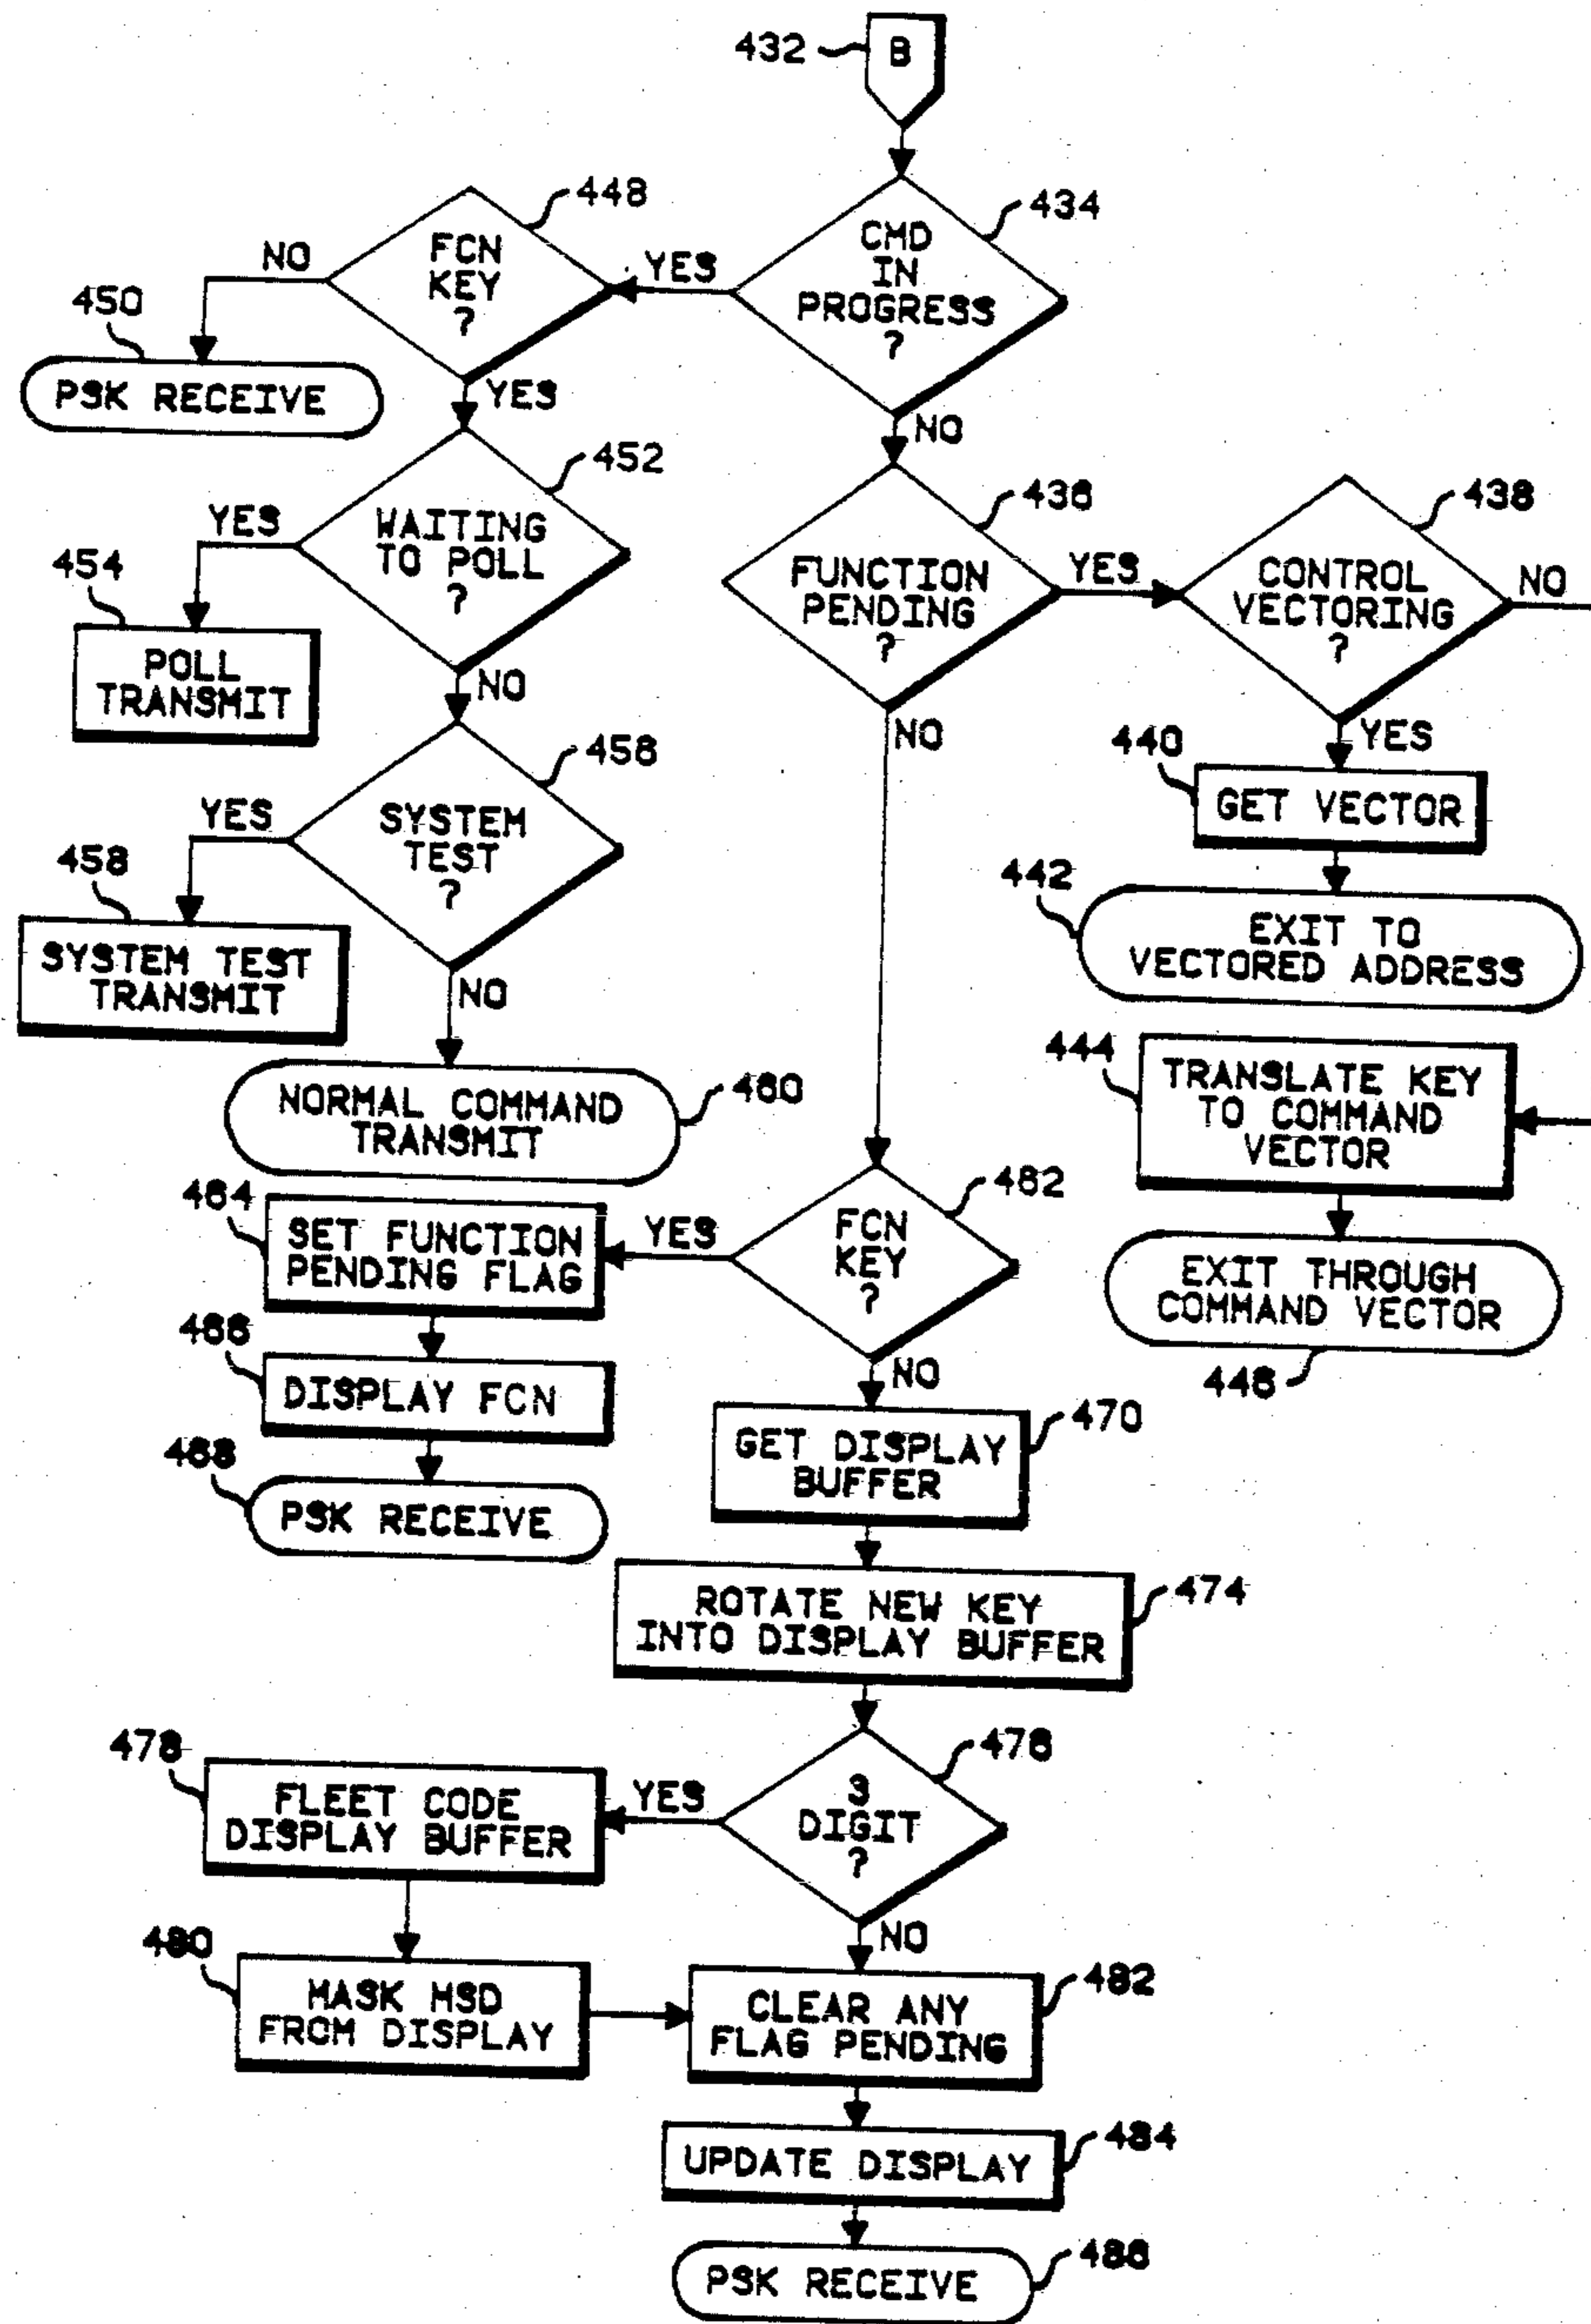 432
B
448
434
FCN
KEY
?
NO
YES
CMD
IN
PROGRESS
?
450
PSK RECEIVE
YES
NO
452
436
438
YES
WAITING
TO POLL
?
454
FUNCTION
PENDING
?
YES
CONTROL
VECTORING
?
NO
POLL
TRANSMIT
NO
NO
YES
456
440
GET VECTOR
YES
SYSTEM
TEST
?
458
442
EXIT TO
VECTORED ADDRESS
SYSTEM TEST
TRANSMIT
NO
444
TRANSLATE KEY
TO COMMAND
VECTOR
NORMAL COMMAND
TRANSMIT
460
464
462
SET FUNCTION
PENDING FLAG
YES
FCN
KEY
?
EXIT THROUGH
COMMAND VECTOR
446
466
DISPLAY FCN
NO
470
GET DISPLAY
BUFFER
468
PSK RECEIVE
ROTATE NEW KEY
INTO DISPLAY BUFFER
474
478
476
FLEET CODE
DISPLAY BUFFER
YES
3
DIGIT
?
NO
480
MASK MSD
FROM DISPLAY
CLEAR ANY
FLAG PENDING
482
UPDATE DISPLAY
484
PSK RECEIVE
486